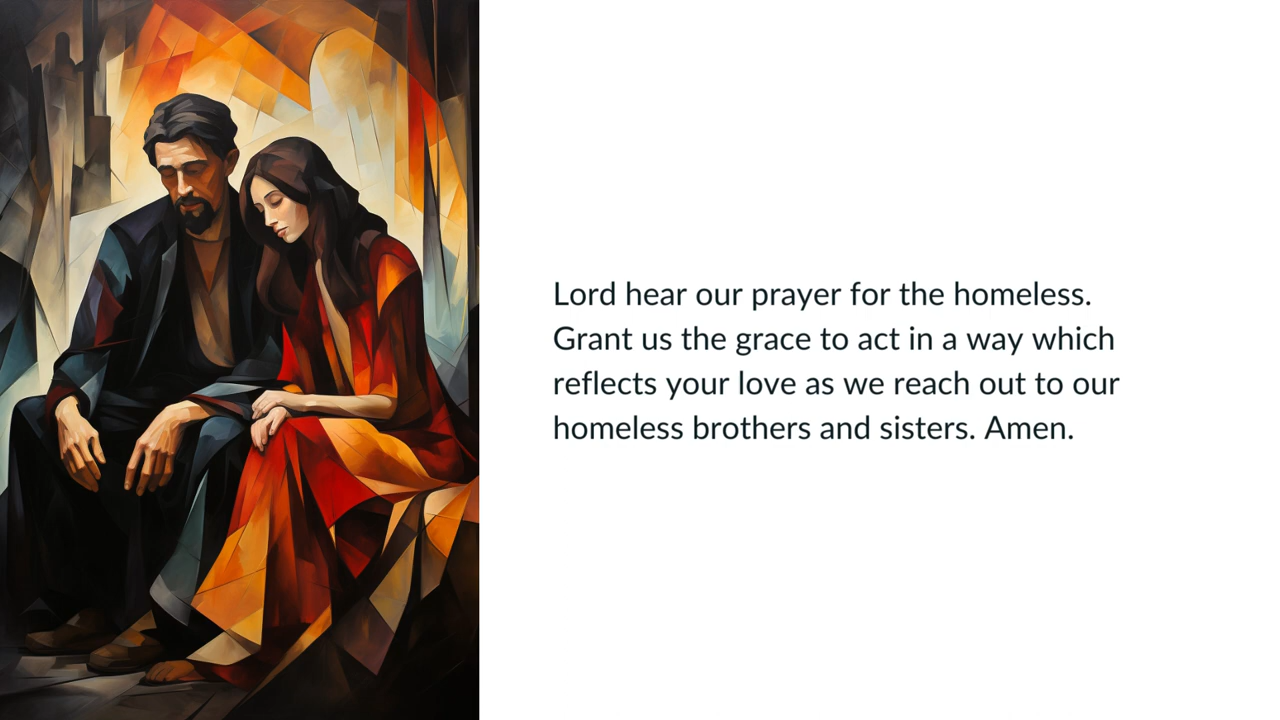 Lord hear our prayer for the homeless.
Grant us the grace to act in a way which
reflects your love as we reach out to our
homeless brothers and sisters. Amen.